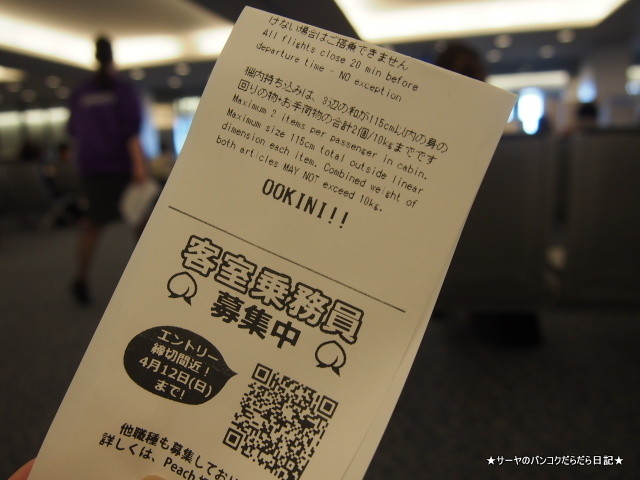 けない場合はご搭乗できません
All flights close 20 min before
departure time - NO exception
機内持ち込みは、3辺の和が115cm以内の身の
回りの物・お手荷物の合計2個/10kgまでです
Maximum 2 items per passenger in cabin.
Maximum size 115cm total outside linear
dimension each item. Combined weight of
both articles MAY NOT exceed 10kg.
OOKINI!!
客室乗務員
募集中
エントリー
締切間近!
4月12日(日)
まで!
他職種も募集しており
詳しくは、Peach
★サーヤのバンコクだらだら日記★